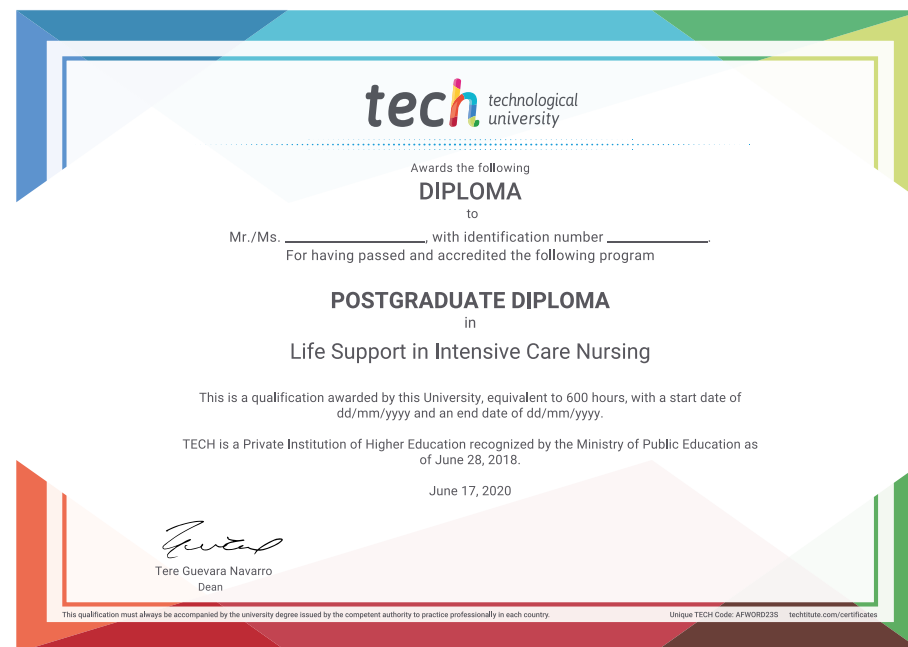 tech technological
university
Awards the following
DIPLOMA
to
Mr./Ms. ____________________, with identification number ______________.
For having passed and accredited the following program
POSTGRADUATE DIPLOMA
in
Life Support in Intensive Care Nursing
This is a qualification awarded by this University, equivalent to 600 hours, with a start date of
dd/mm/yyyy and an end date of dd/mm/yyyy.
TECH is a Private Institution of Higher Education recognized by the Ministry of Public Education as
of June 28, 2018.
June 17, 2020
Tere Guevara Navarro
Dean
This qualification must always be accompanied by the university degree issued by the competent authority to practice professionally in each country. Unique TECH Code: AFWORD23S techtitute.com/certificates